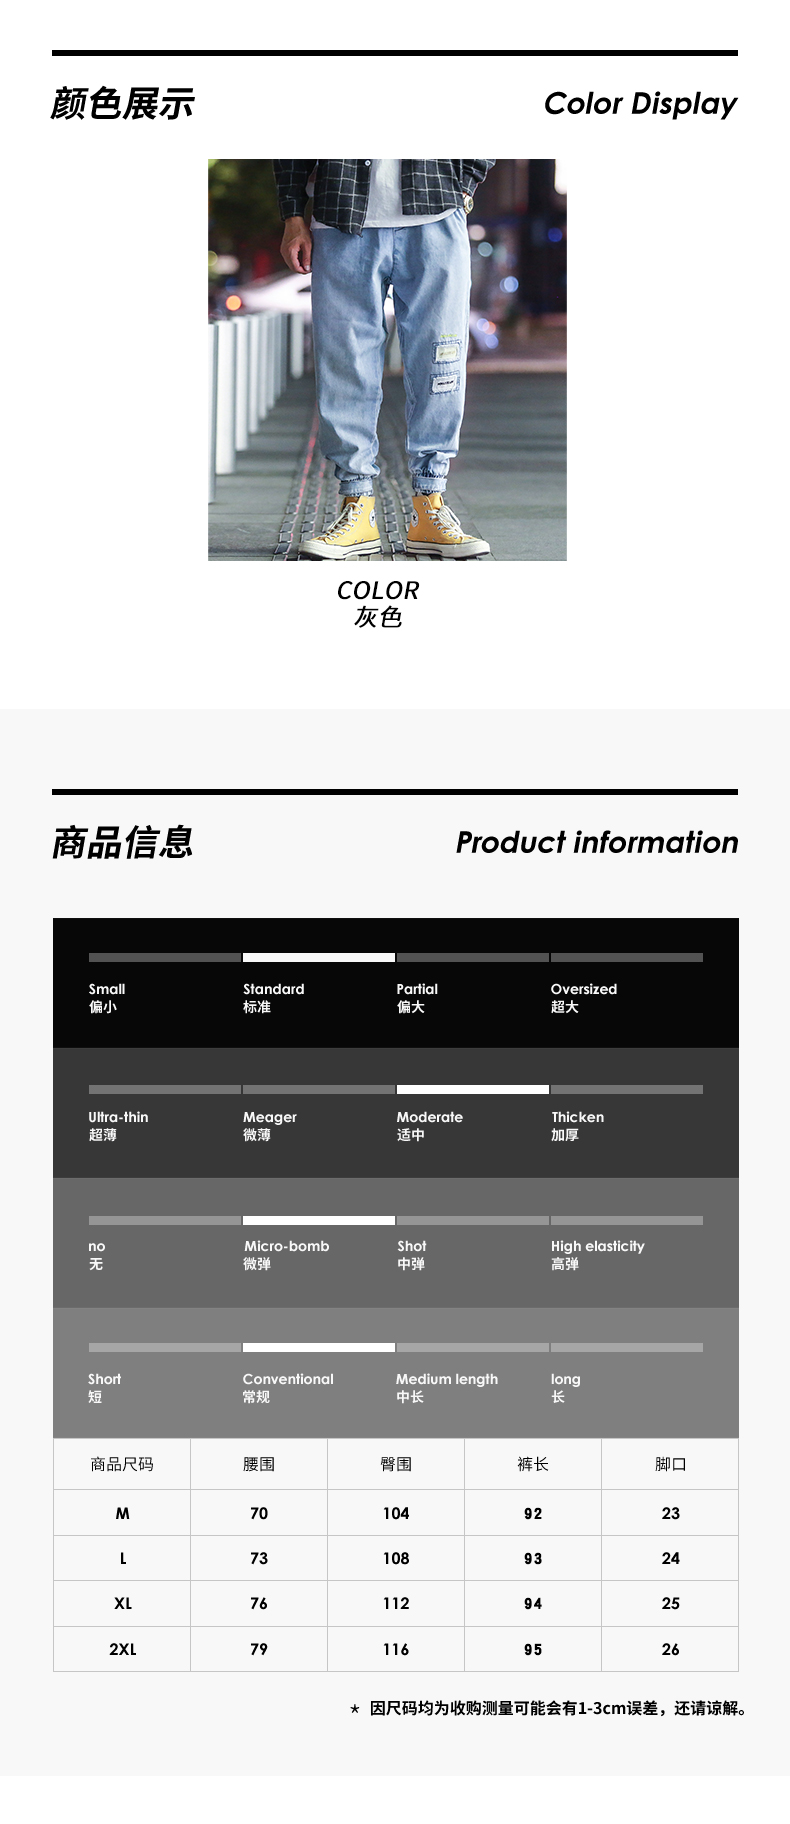 颜色展示 Color Display
COLOR
灰色
商品信息 Product information
Small Standard Partial Oversized
偏小 标准 偏大 超大
Ultra-thin Meager Moderate Thicken
超薄 微薄 适中 加厚
no Micro-bomb Shot High elasticity
无 微弹 中弹 高弹
Short Conventional Medium length long
短 常规 中长 长
商品尺码 腰围 臀围 裤长 脚口
M 70 104 92 23
L 73 108 93 24
XL 76 112 94 25
2XL 79 116 95 26
* 因尺码均为收购测量可能会有1-3cm误差，还请谅解。